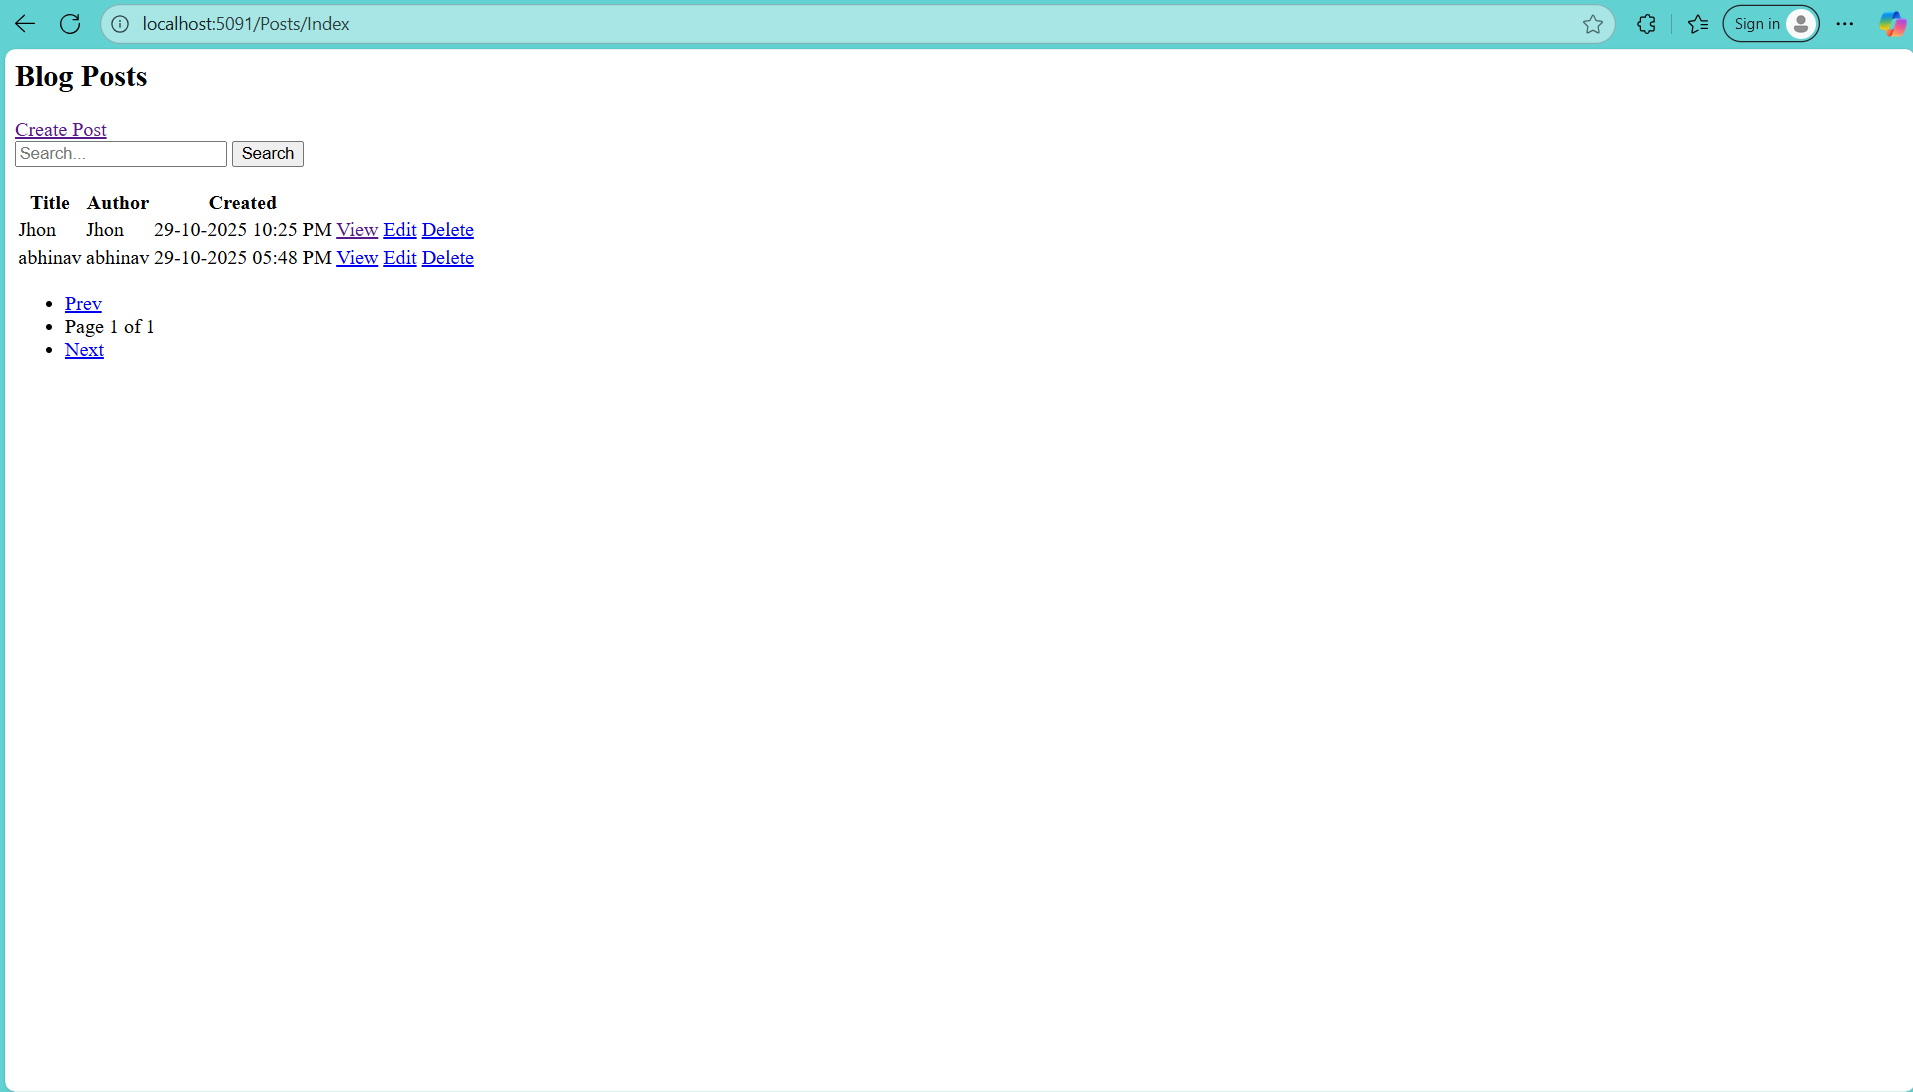 localhost:5091/Posts/Index
Sign in
Blog Posts
Create Post
Search... Search
Title Author Created
Jhon Jhon 29-10-2025 10:25 PM View Edit Delete
abhinav abhinav 29-10-2025 05:48 PM View Edit Delete
Prev
Page 1 of 1
Next